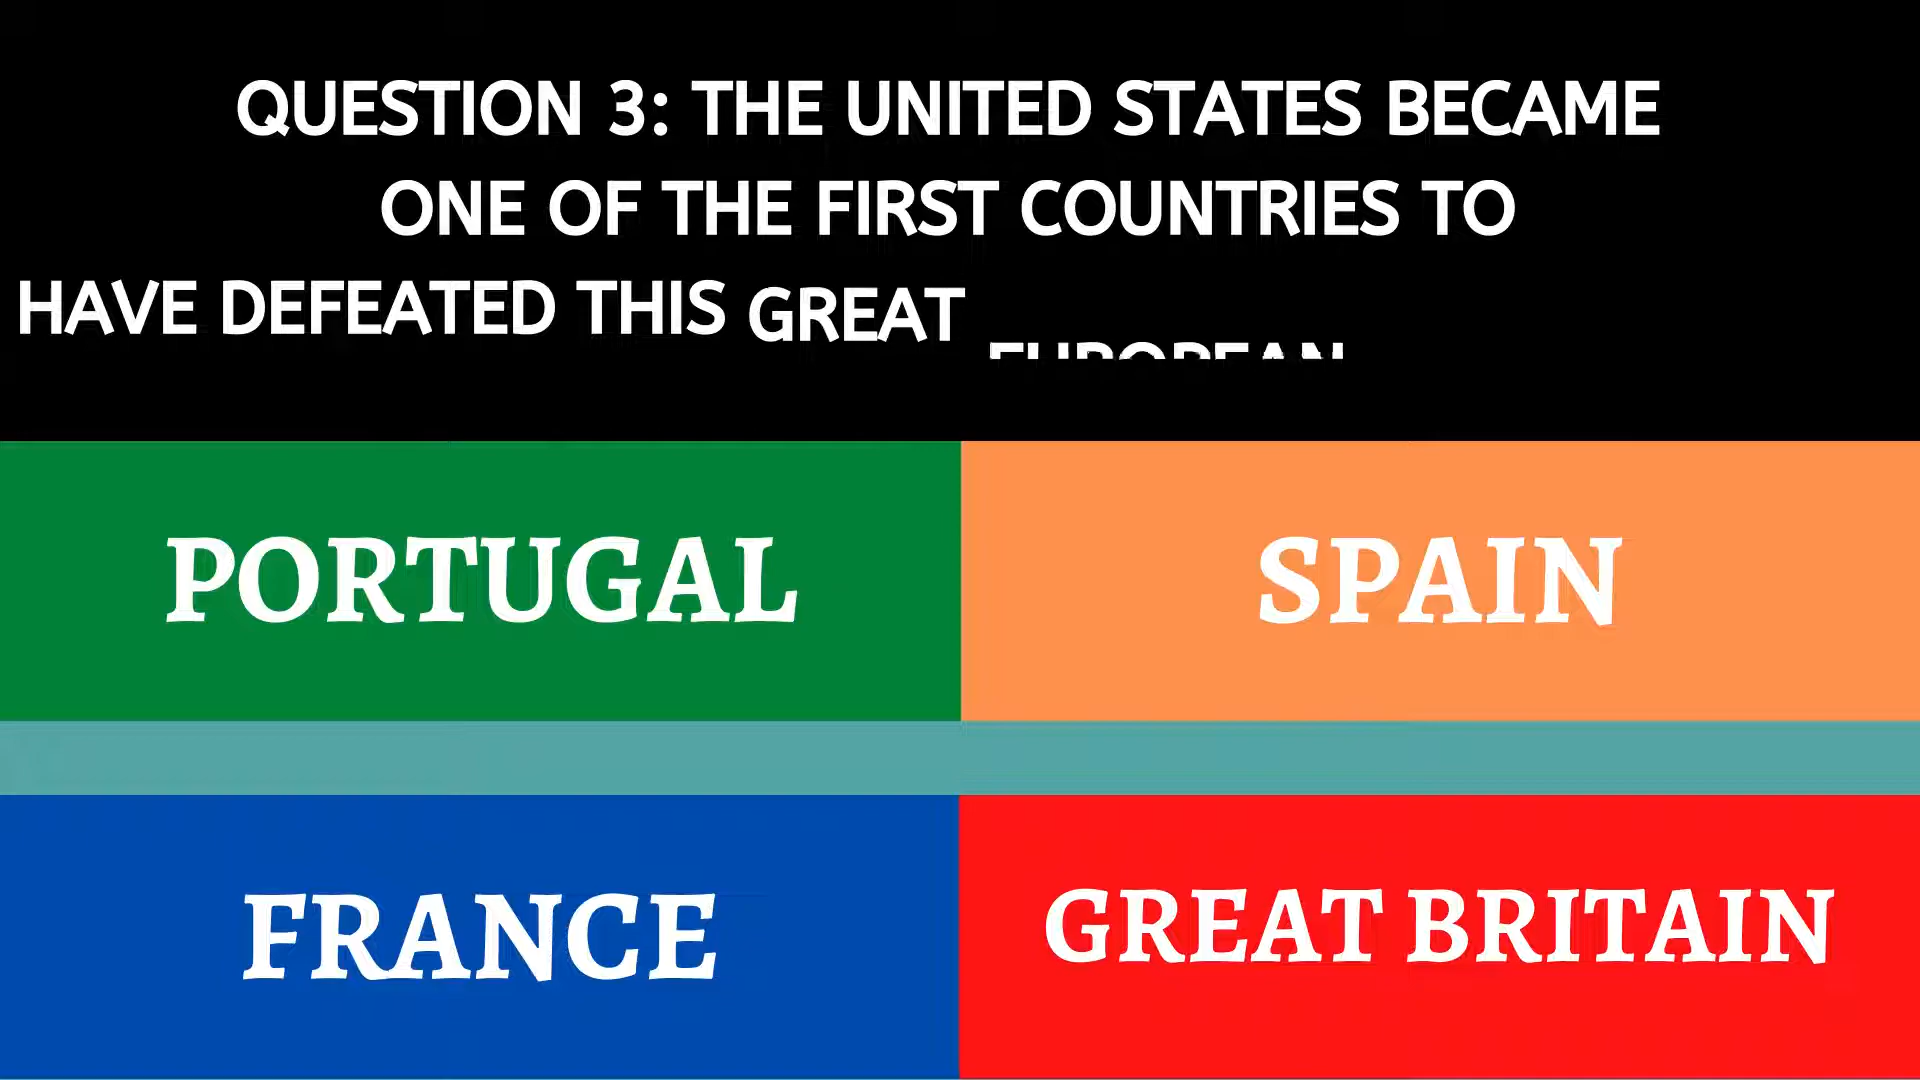 QUESTION 3: THE UNITED STATES BECAME
ONE OF THE FIRST COUNTRIES TO
HAVE DEFEATED THIS GREAT EUROPEAN
PORTUGAL
SPAIN
FRANCE
GREAT BRITAIN